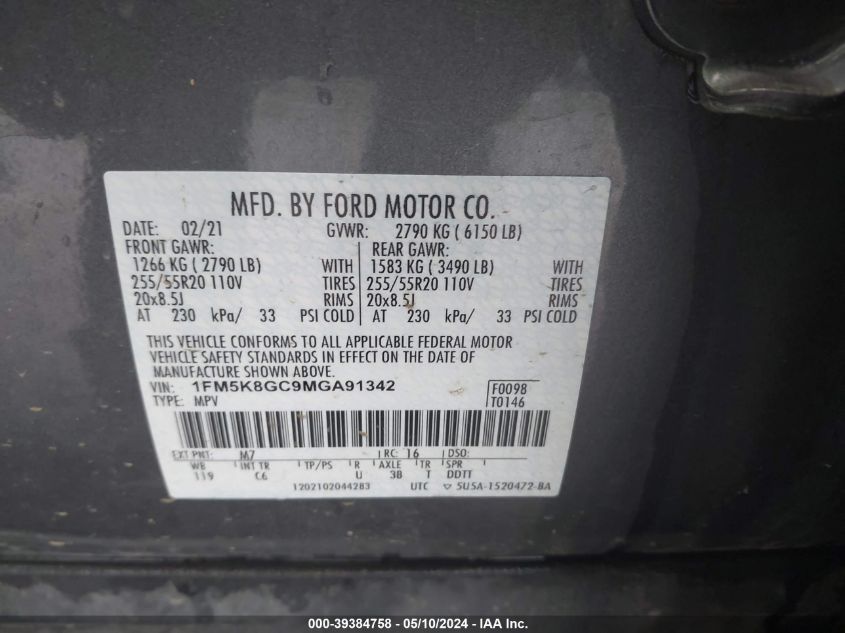 MFD. BY FORD MOTOR CO.
DATE: 02/21 GVWR: 2790 KG ( 6150 LB)
FRONT GAWR: REAR GAWR:
1266 KG ( 2790 LB) WITH 1583 KG ( 3490 LB) WITH
255/55R20 110V TIRES 255/55R20 110V TIRES
20x8.5J RIMS 20x8.5J RIMS
AT 230 kPa/ 33 PSI COLD AT 230 kPa/ 33 PSI COLD
THIS VEHICLE CONFORMS TO ALL APPLICABLE FEDERAL MOTOR
VEHICLE SAFETY STANDARDS IN EFFECT ON THE DATE OF
MANUFACTURE SHOWN ABOVE.
VIN: 1FM5K8GC9MGA91342 F0098
TYPE: MPV T0146
EXT PNT: M7 RC: 16 DSO:
WB INT TR TP/PS R AXLE TR SPR
119 C6 U 38 T DDTT
1202102044283 UTC ▽ 5USA-1520472-BA
000-39384758 - 05/10/2024 - IAA Inc.